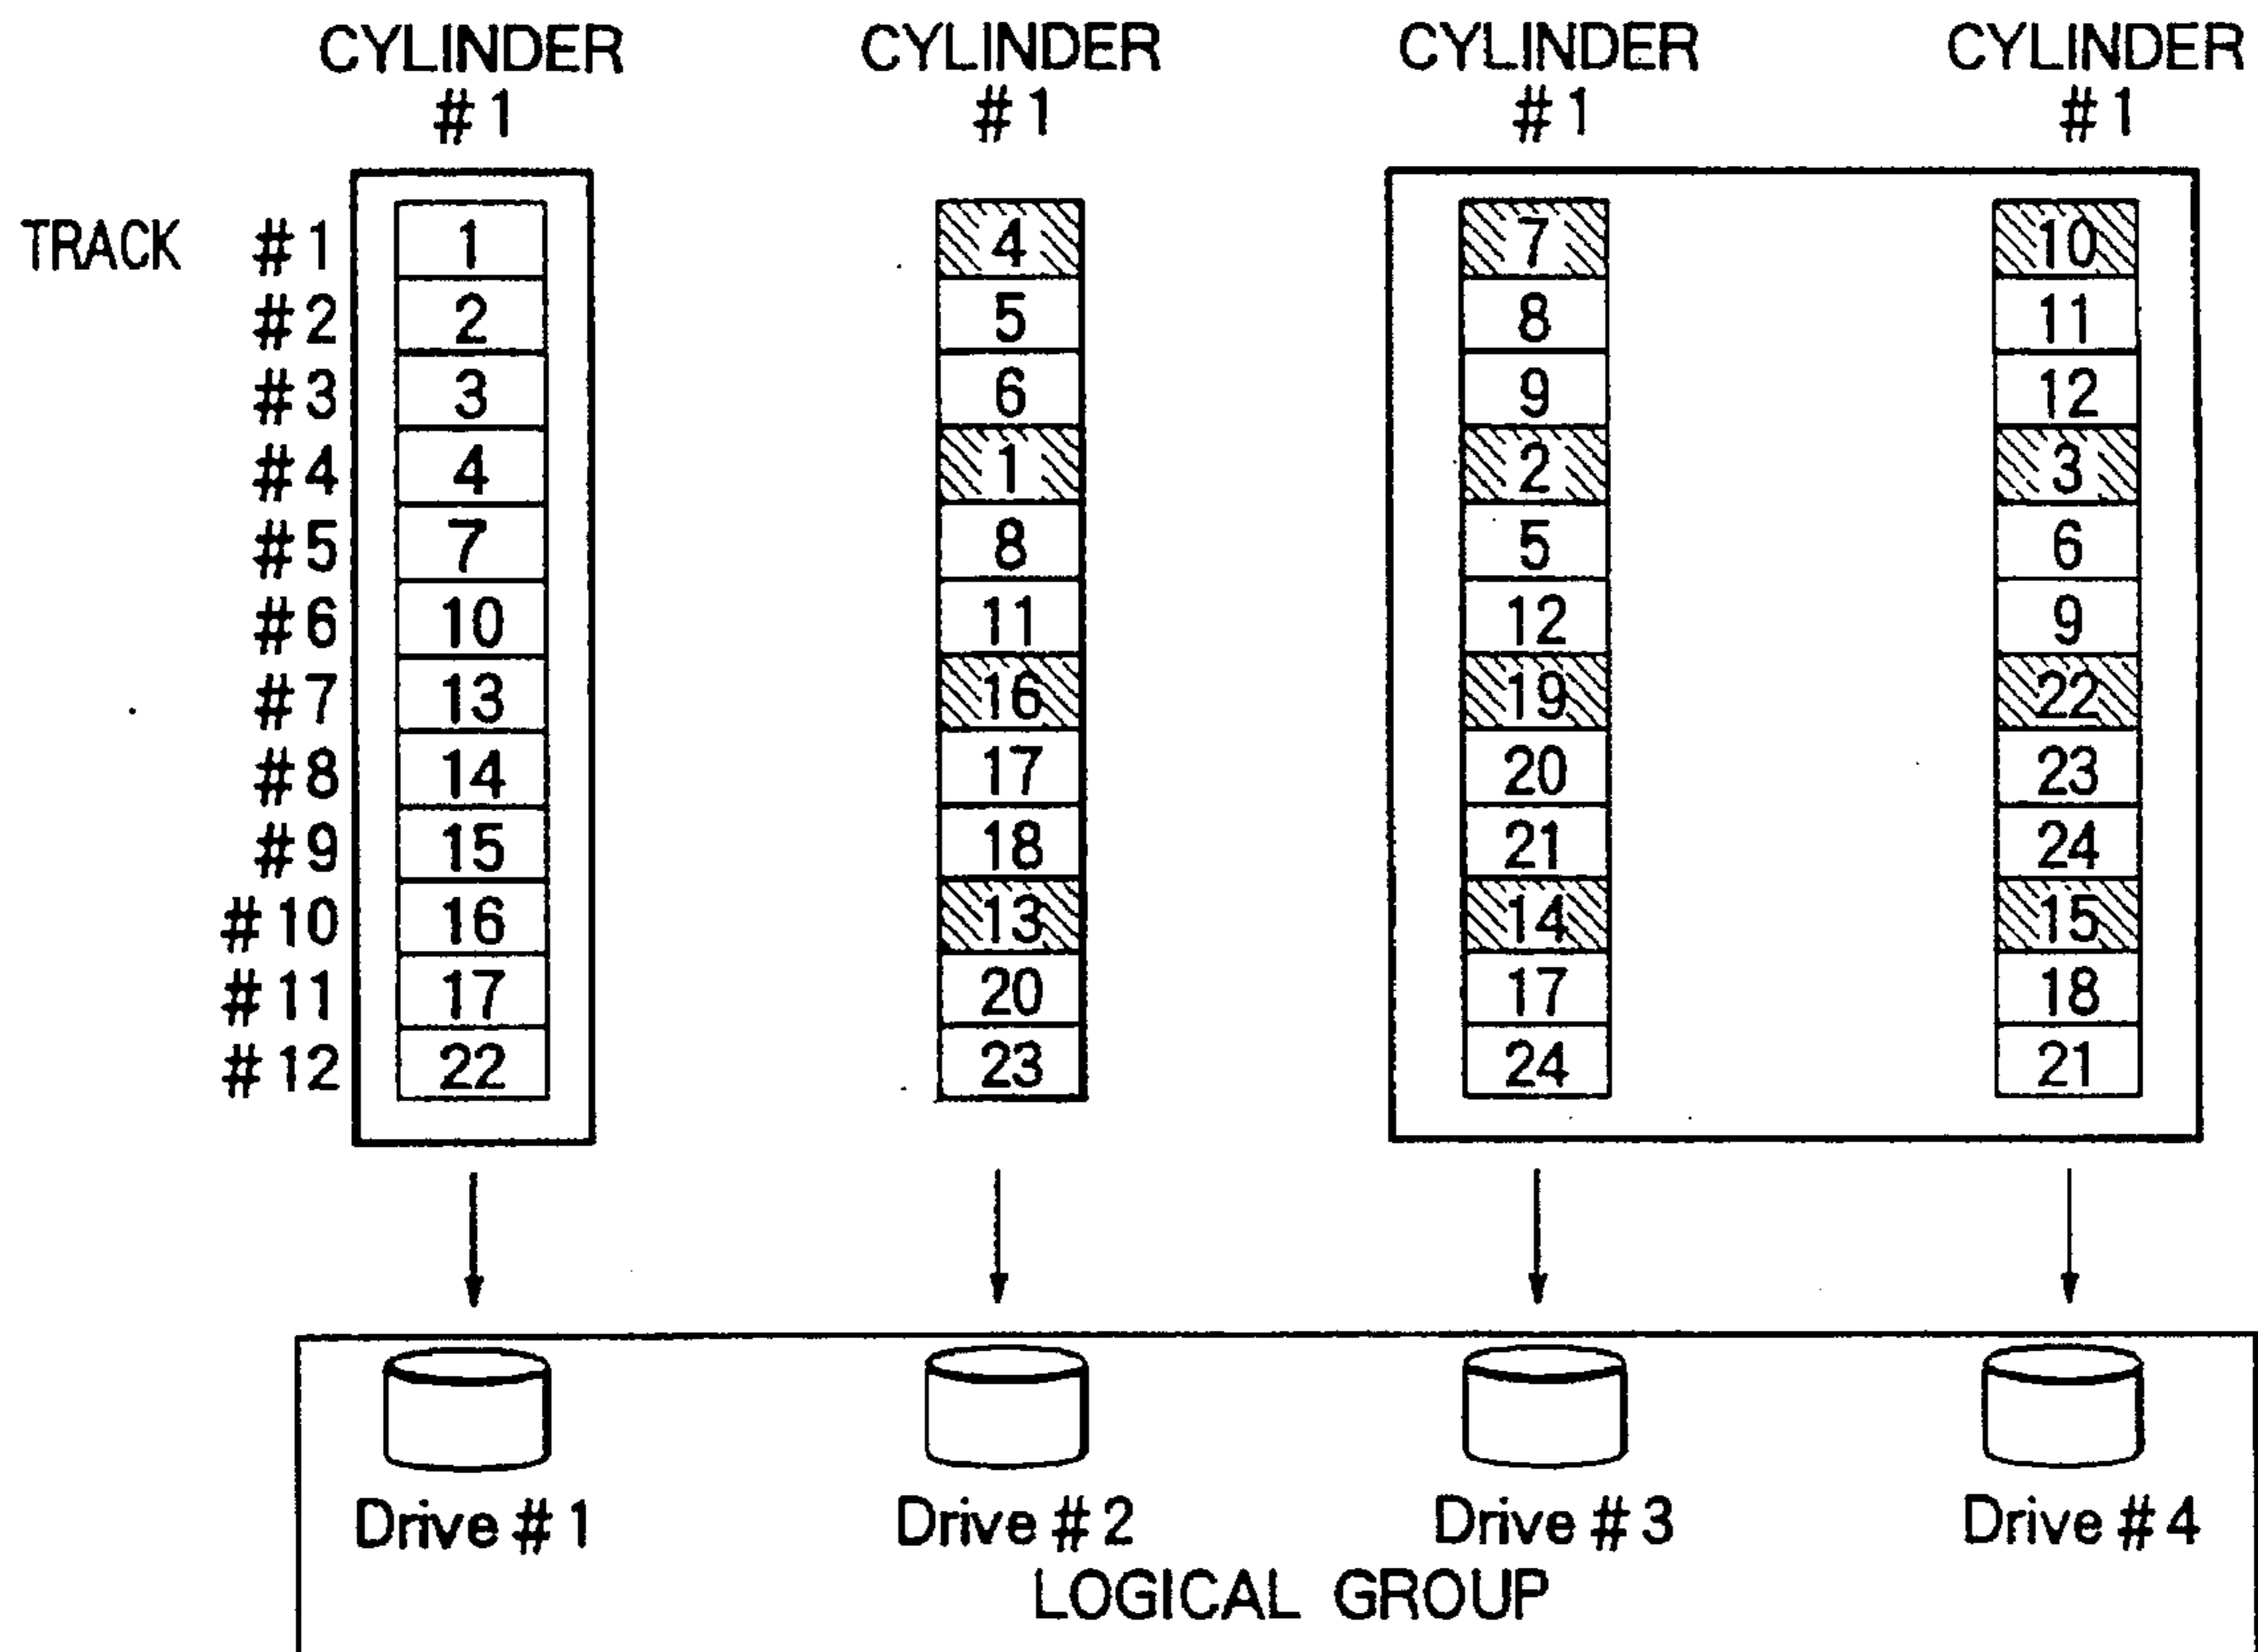 CYLINDER CYLINDER CYLINDER CYLINDER
#1 #1 #1 #1
TRACK #1 1 4 7 10
#2 2 5 8 11
#3 3 6 9 12
#4 4 1 2 3
#5 7 8 5 6
#6 10 11 12 9
#7 13 16 19 22
#8 14 17 20 23
#9 15 18 21 24
#10 16 13 14 15
#11 17 20 17 18
#12 22 23 24 21
Drive #1 Drive #2 Drive #3 Drive #4
LOGICAL GROUP